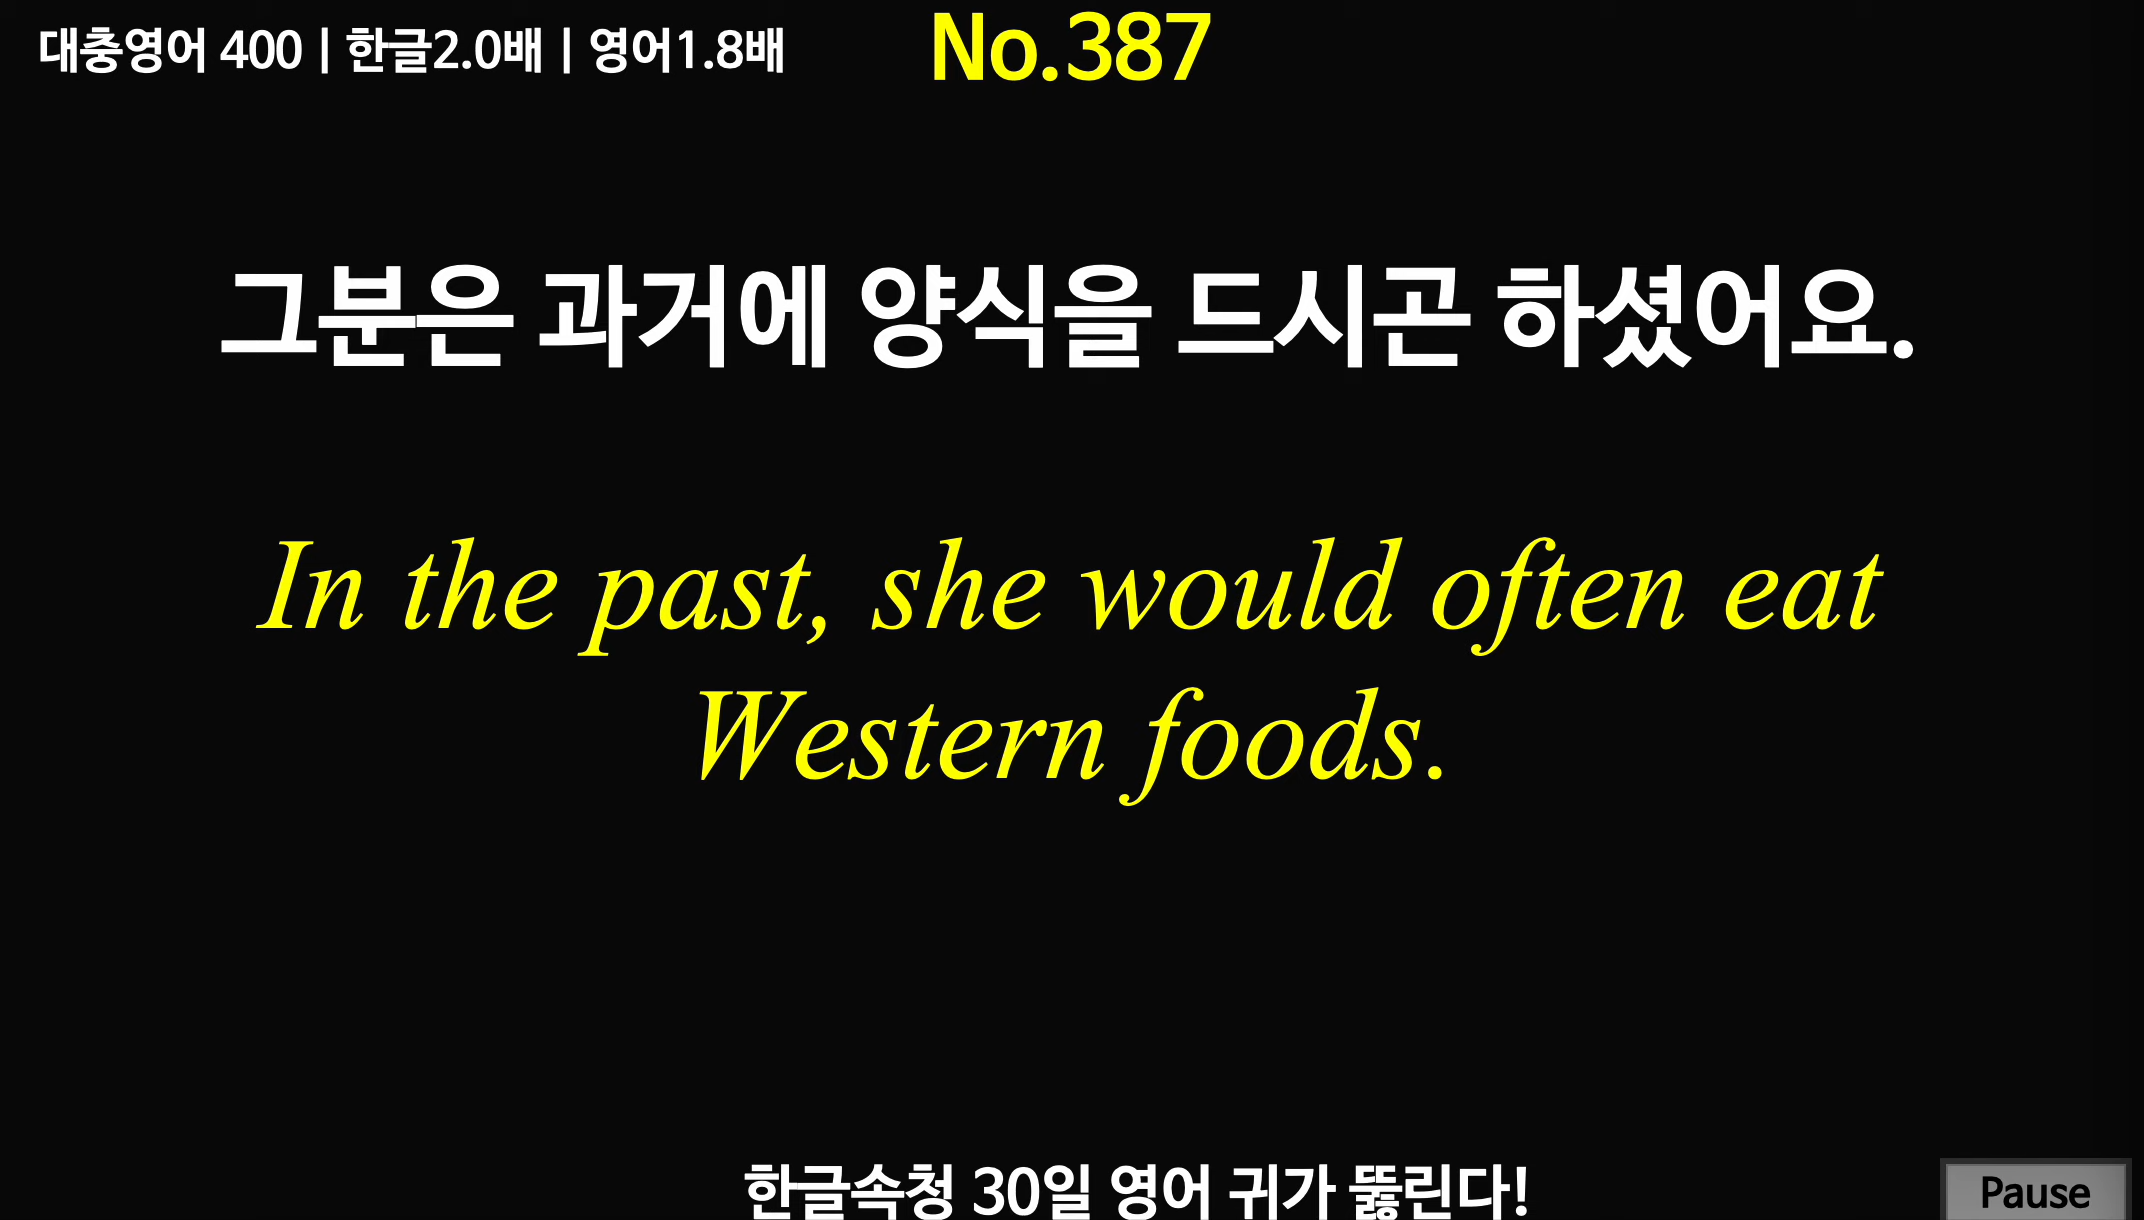 대충영어 400 | 한글2.0배 | 영어1.8배
No.387
그분은 과거에 양식을 드시곤 하셨어요.
In the past, she would often eat
Western foods.
한글속청 30일 영어 귀가 뚫린다!
Pause